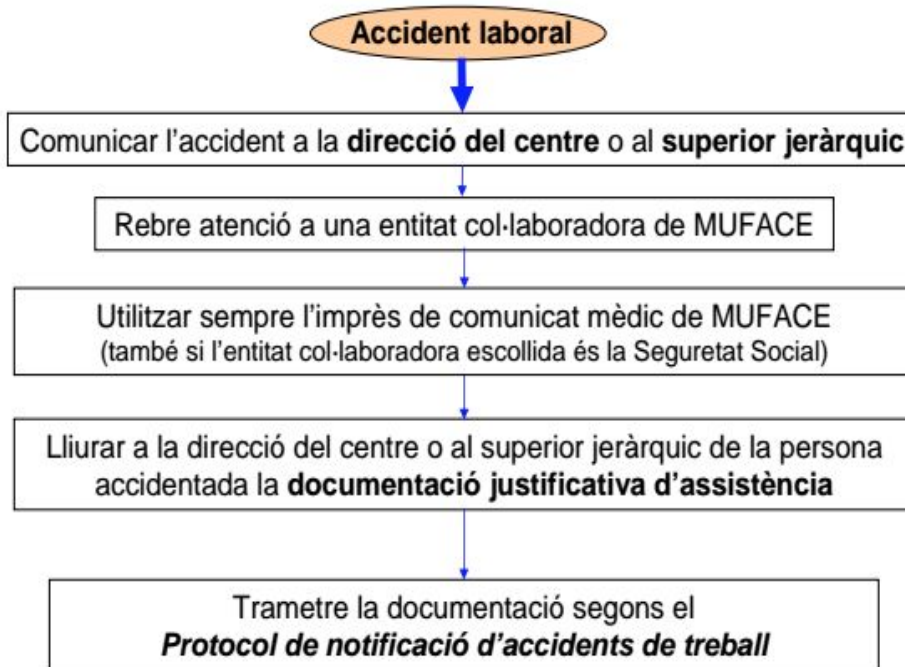 Accident laboral
Comunicar l'accident a la direcció del centre o al superior jeràrquic
Rebre atenció a una entitat col·laboradora de MUFACE
Utilitzar sempre l'imprès de comunicat mèdic de MUFACE
(també si l'entitat col·laboradora escollida és la Seguretat Social)
Lliurar a la direcció del centre o al superior jeràrquic de la persona
accidentada la documentació justificativa d'assistència
Trametre la documentació segons el
Protocol de notificació d'accidents de treball